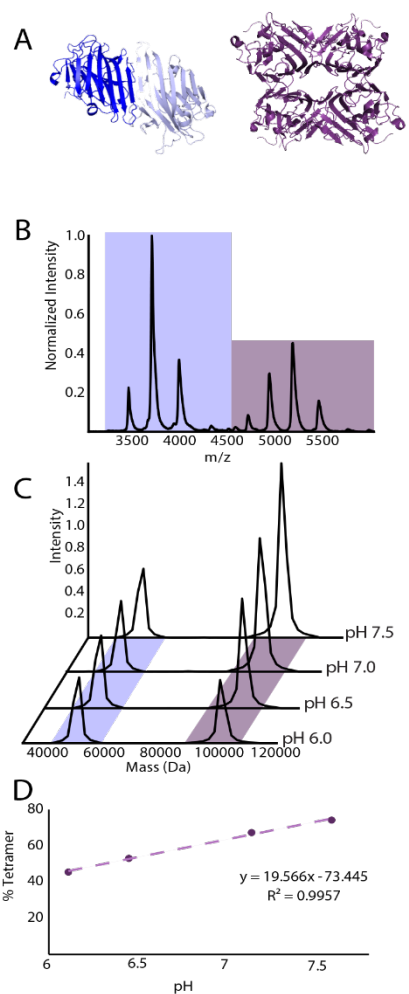 A
B
Normalized Intensity
1.0
0.8
0.6
0.4
0.2
3500 4000 4500 5000 5500
m/z
C
Intensity
1.4
1.2
1.0
0.8
0.6
0.4
0.2
pH 7.5
pH 7.0
pH 6.5
pH 6.0
40000 60000 80000 100000 120000
Mass (Da)
D
% Tetramer
80
60
40
20
y = 19.566x - 73.445
R² = 0.9957
6 6.5 7 7.5
pH